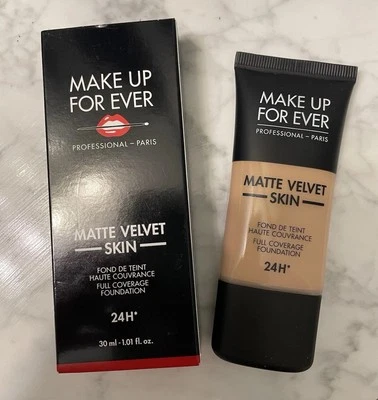 MAKE UP
FOR EVER
PROFESSIONAL – PARIS
MATTE VELVET
SKIN
FOND DE TEINT
HAUTE COUVRANCE
FULL COVERAGE
FOUNDATION
24H*
30 ml - 1.01 fl. oz.
MAKE UP
FOR EVER
PROFESSIONAL – PARIS
MATTE VELVET
SKIN
FOND DE TEINT
HAUTE COUVRANCE
FULL COVERAGE
FOUNDATION
24H*